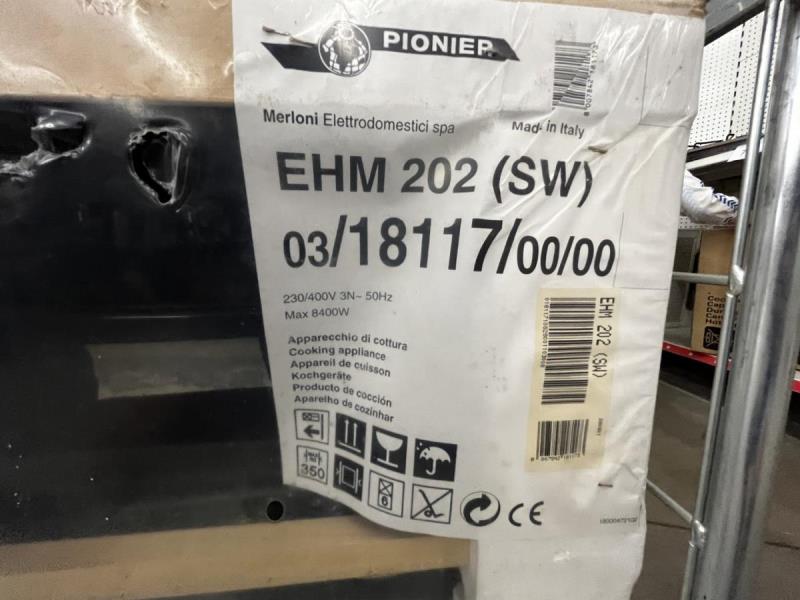 PIONIER
Merloni Elettrodomestici spa
Made in Italy
EHM 202 (SW)
03/18117/00/00
230/400V 3N~ 50Hz
Max 8400W
Apparecchio di cottura
Cooking appliance
Appareil de cuisson
Kochgeräte
Producto de cocción
Aparelho de cozinhar
EHM 202 (SW)
350
6
CE